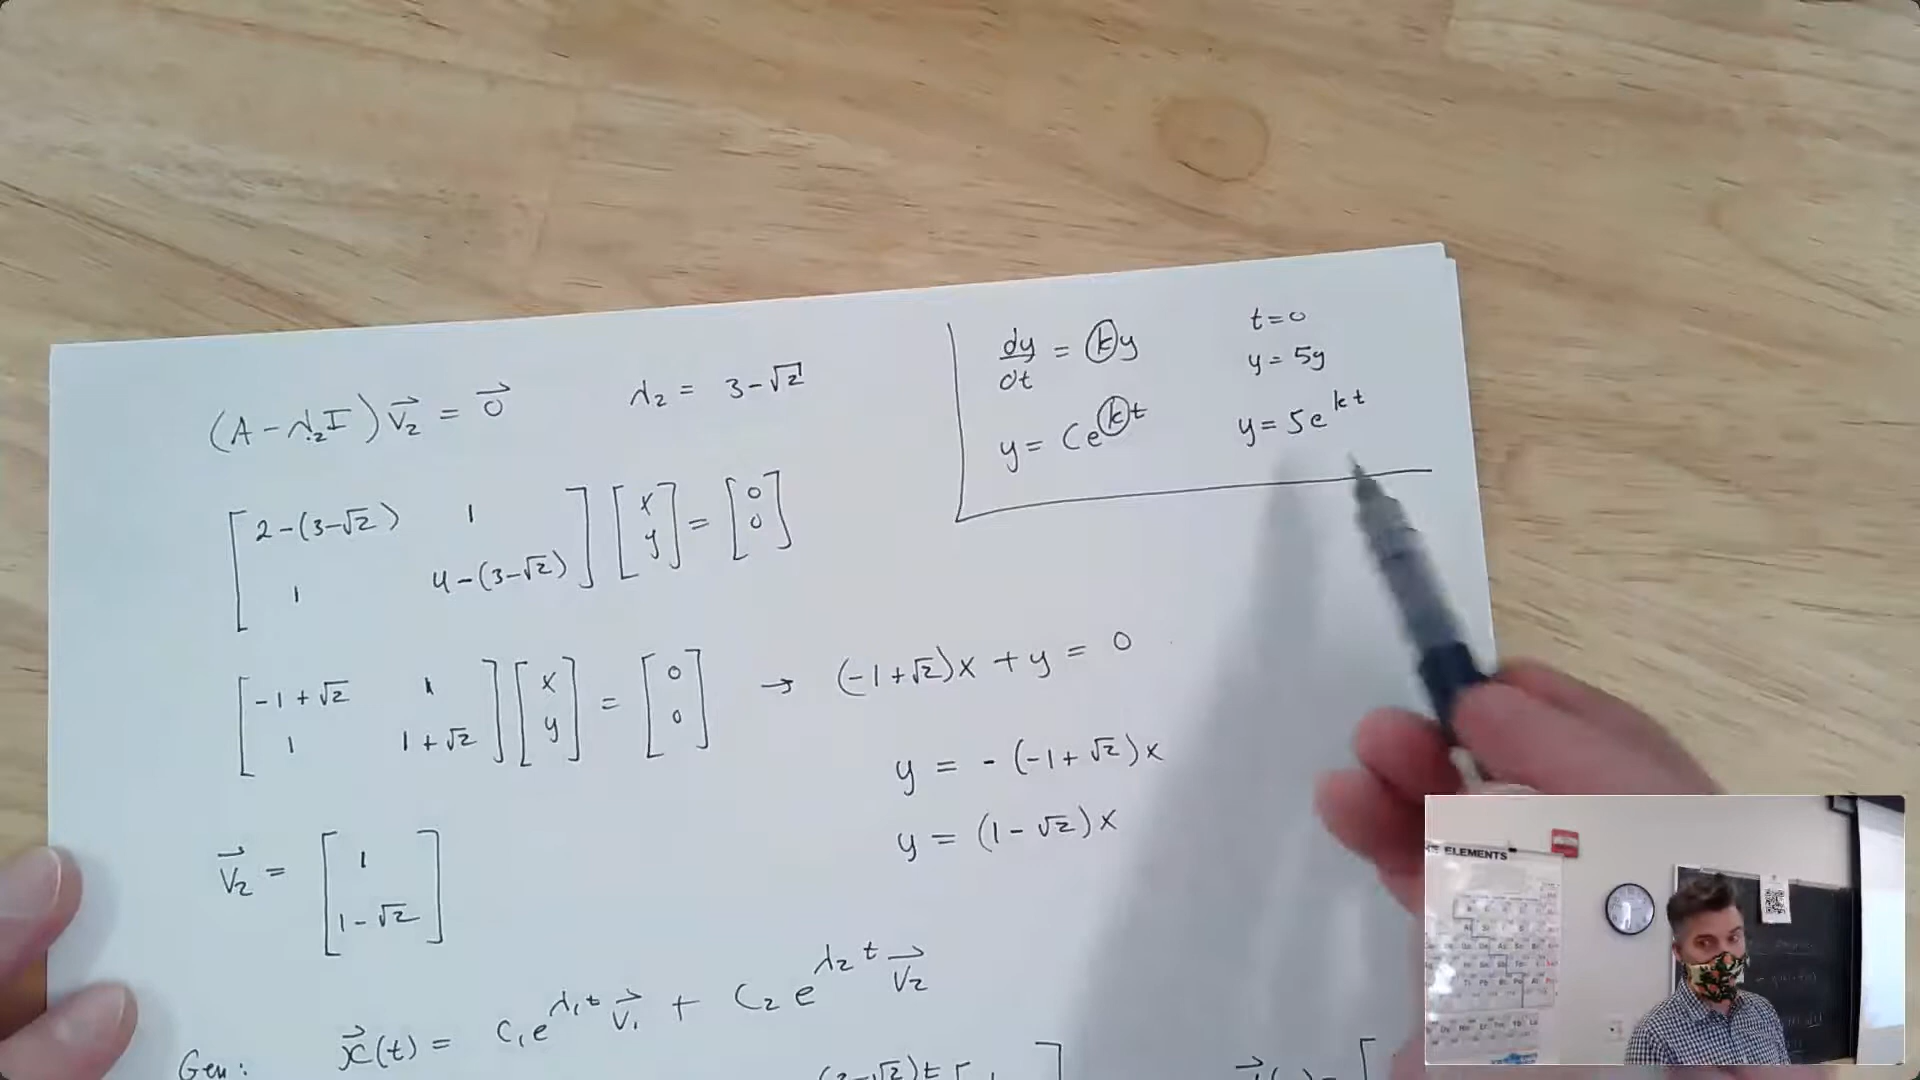 (A - λ₂I) v⃗₂ = 0⃗    λ₂ = 3-√2
[2-(3-√2) 1; 1 4-(3-√2)] [x; y] = [0; 0]
[-1+√2 1; 1 1+√2] [x; y] = [0; 0] → (-1+√2)x + y = 0
y = -(-1+√2)x
y = (1-√2)x
v⃗₂ = [1; 1-√2]
Gen: x⃗(t) = c₁e^{λ₁t} v⃗₁ + c₂e^{λ₂t} v⃗₂
dy/dt = ky    t=0
y = 5g
y = Ce^{kt}    y = 5e^{kt}
ELEMENTS